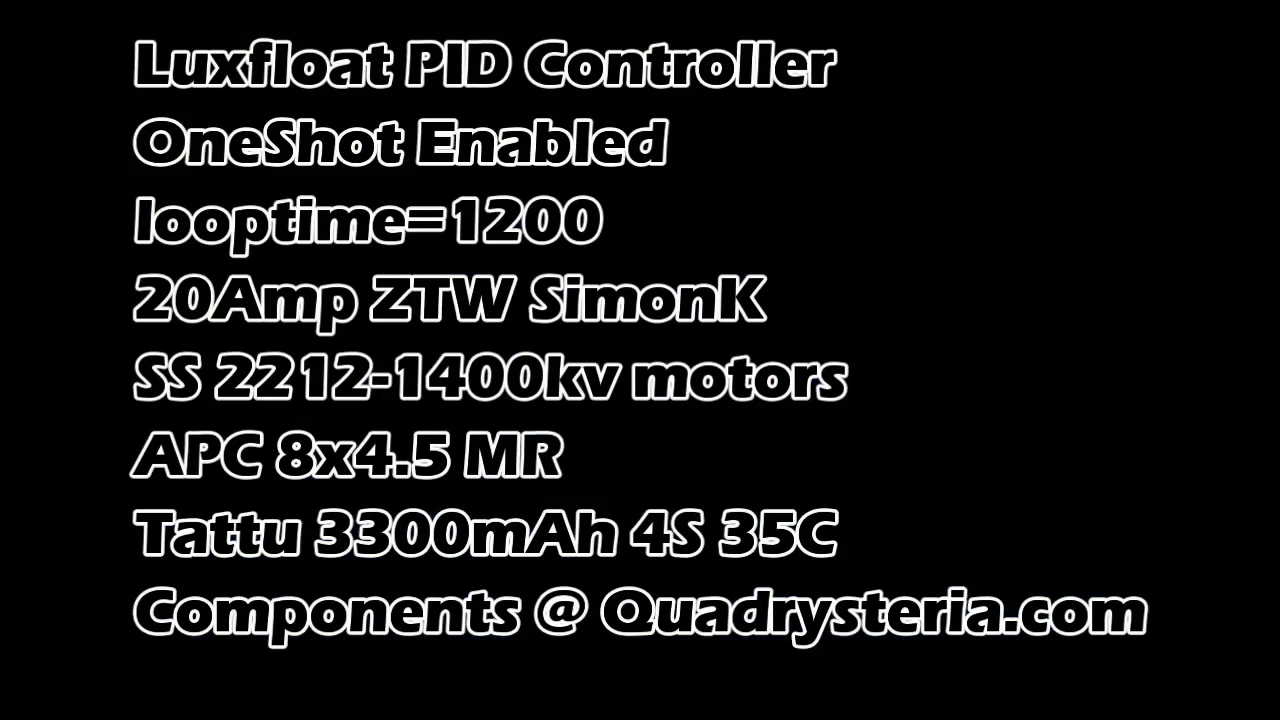 Luxfloat PID Controller
OneShot Enabled
looptime=1200
20Amp ZTW SimonK
SS 2212-1400kv motors
APC 8x4.5 MR
Tattu 3300mAh 4S 35C
Components @ Quadrysteria.com